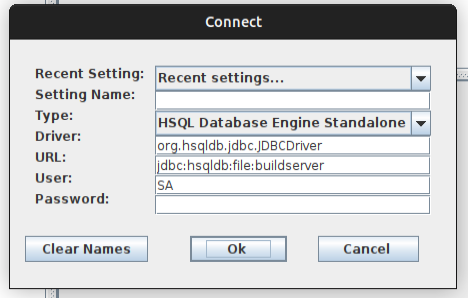 Connect
Recent Setting: Recent settings...
Setting Name:
Type: HSQL Database Engine Standalone
Driver: org.hsqldb.jdbc.JDBCDriver
URL: jdbc:hsqldb:file:buildserver
User: SA
Password:
Clear Names Ok Cancel